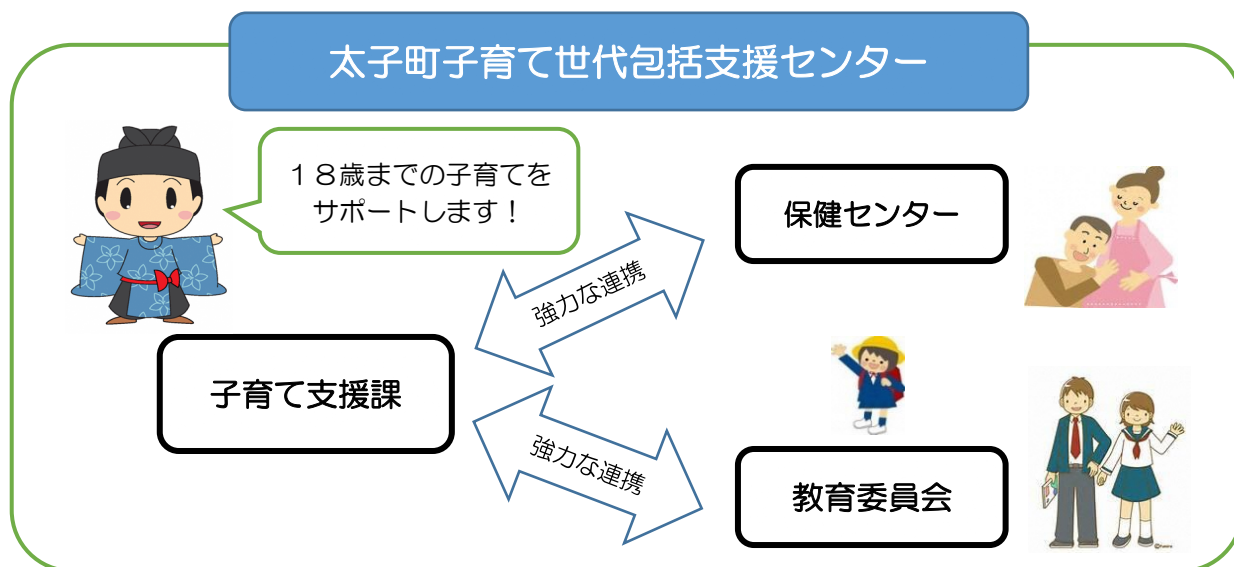 太子町子育て世代包括支援センター
１８歳までの子育てを
サポートします！
保健センター
強力な連携
子育て支援課
強力な連携
教育委員会